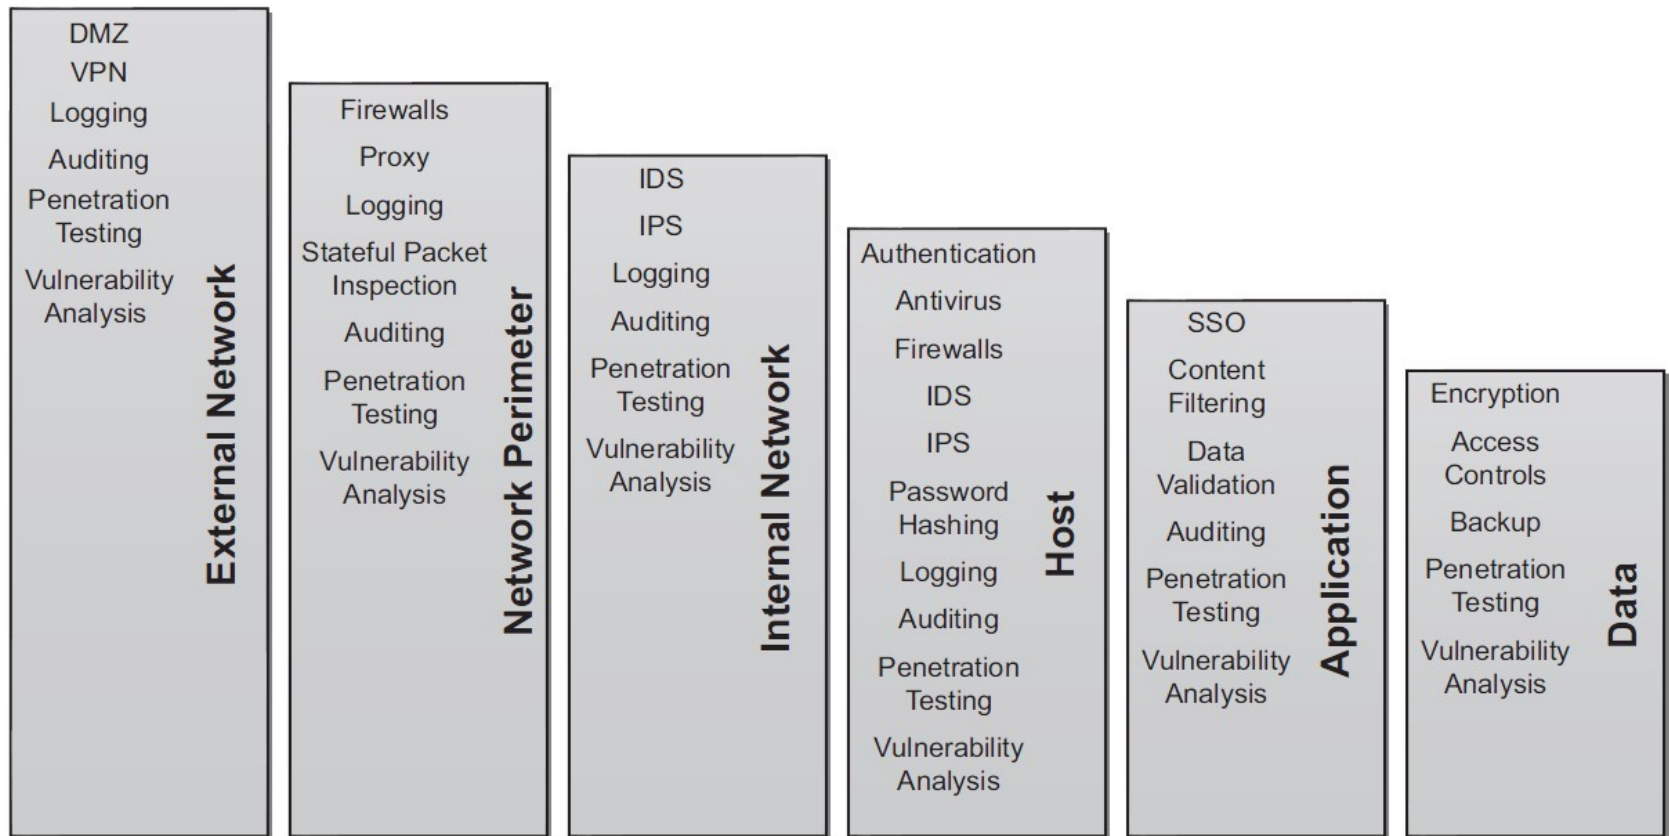 DMZ
VPN
Logging
Auditing
Penetration
Testing
Vulnerability
Analysis
External Network
Firewalls
Proxy
Logging
Stateful Packet
Inspection
Auditing
Penetration
Testing
Vulnerability
Analysis
Network Perimeter
IDS
IPS
Logging
Auditing
Penetration
Testing
Vulnerability
Analysis
Internal Network
Authentication
Antivirus
Firewalls
IDS
IPS
Password
Hashing
Logging
Auditing
Penetration
Testing
Vulnerability
Analysis
Host
SSO
Content
Filtering
Data
Validation
Auditing
Penetration
Testing
Vulnerability
Analysis
Application
Encryption
Access
Controls
Backup
Penetration
Testing
Vulnerability
Analysis
Data